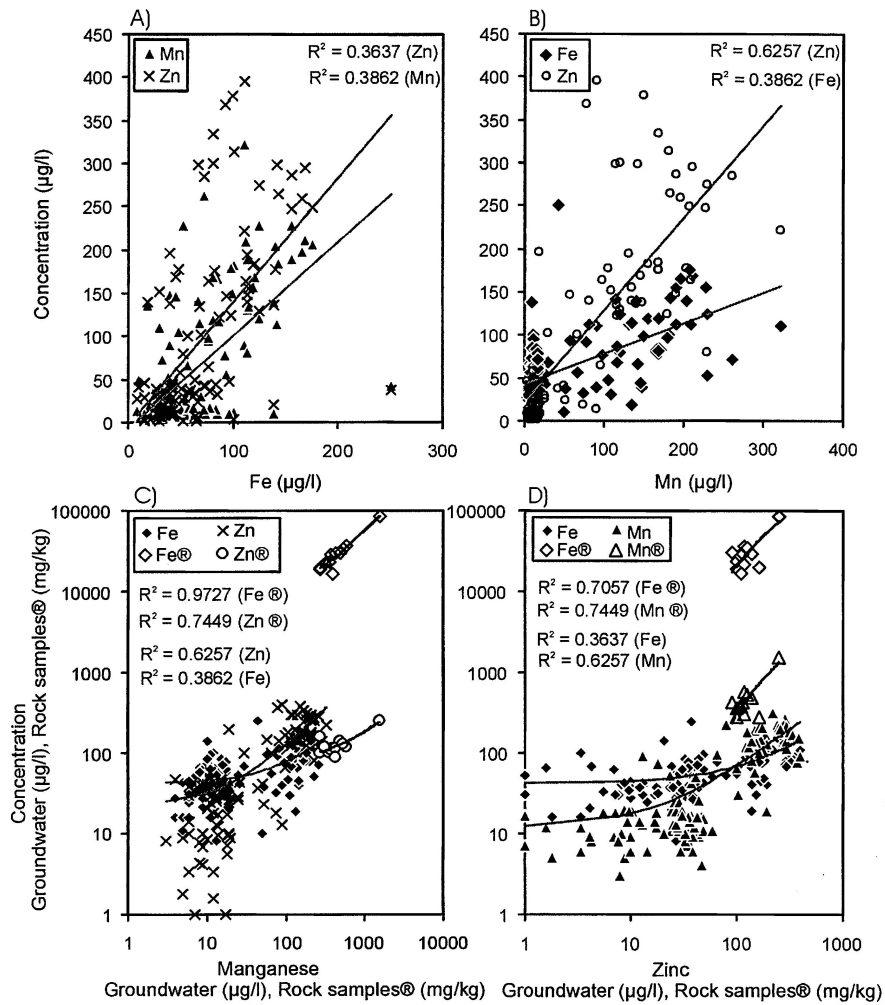 A)
Mn
Zn
R² = 0.3637 (Zn)
R² = 0.3862 (Mn)
450
400
350
300
250
200
150
100
50
0
0 100 200 300
Concentration (µg/l)
Fe (µg/l)
B)
Fe
Zn
R² = 0.6257 (Zn)
R² = 0.3862 (Fe)
450
400
350
300
250
200
150
100
50
0
0 100 200 300 400
Mn (µg/l)
C)
Fe Zn
Fe® Zn®
R² = 0.9727 (Fe ®)
R² = 0.7449 (Zn ®)
R² = 0.6257 (Zn)
R² = 0.3862 (Fe)
100000
10000
1000
100
10
1
1 10 100 1000 10000
Concentration
Groundwater (µg/l), Rock samples® (mg/kg)
Manganese
Groundwater (µg/l), Rock samples® (mg/kg)
D)
Fe Mn
Fe® Mn®
R² = 0.7057 (Fe ®)
R² = 0.7449 (Mn ®)
R² = 0.3637 (Fe)
R² = 0.6257 (Mn)
100000
10000
1000
100
10
1
1 10 100 1000
Zinc
Groundwater (µg/l), Rock samples® (mg/kg)